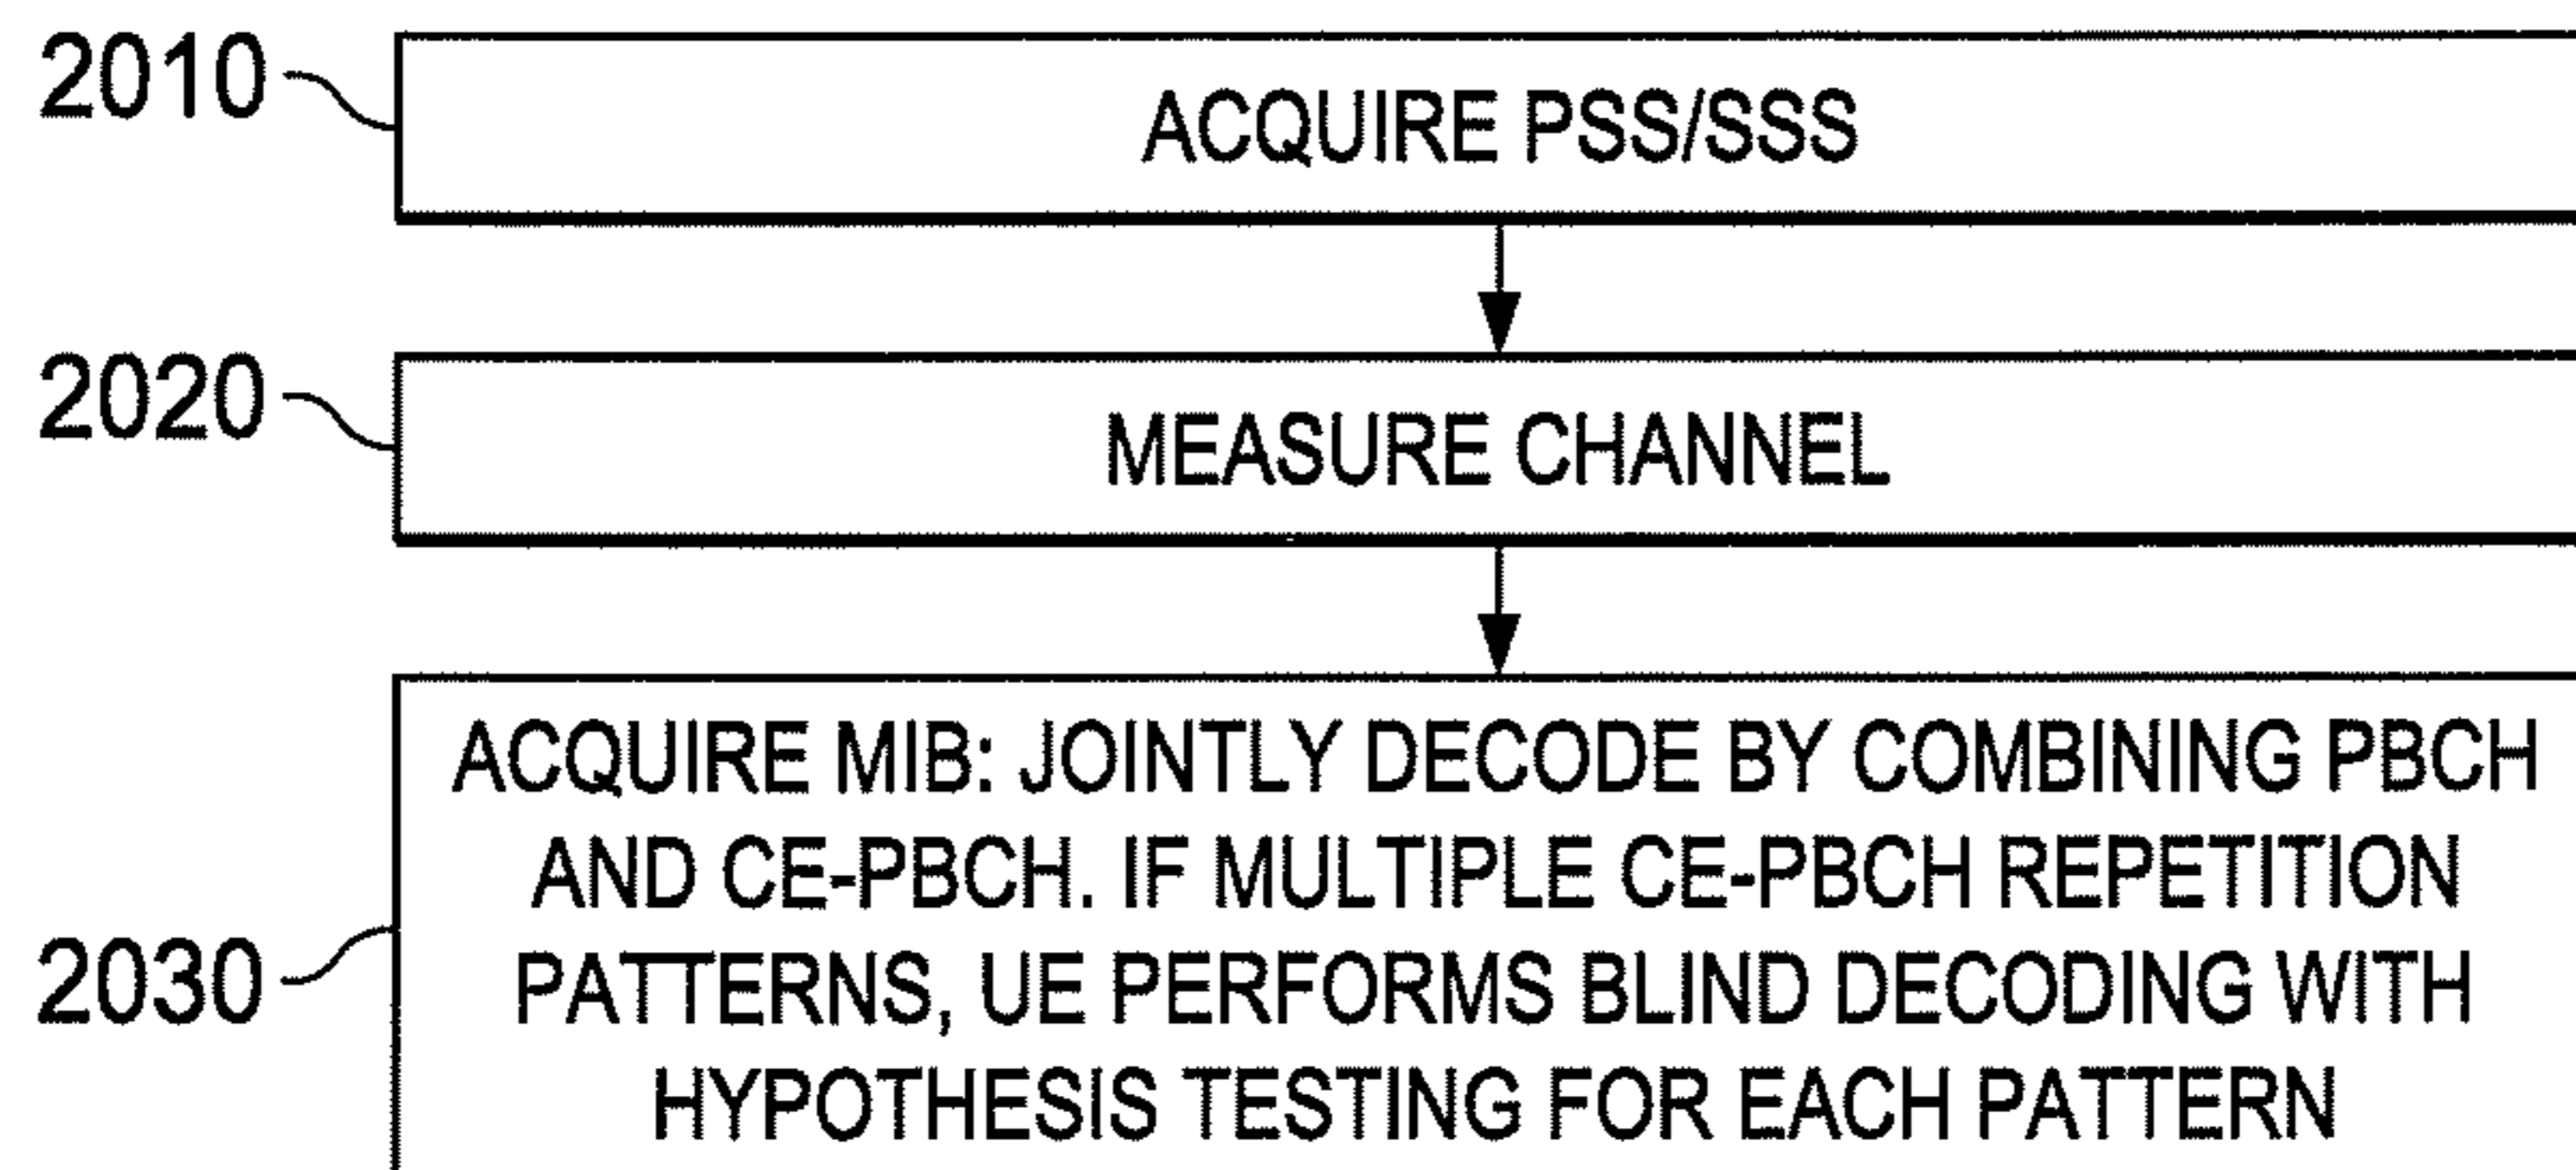 2010
ACQUIRE PSS/SSS
2020
MEASURE CHANNEL
ACQUIRE MIB: JOINTLY DECODE BY COMBINING PBCH
AND CE-PBCH. IF MULTIPLE CE-PBCH REPETITION
2030
PATTERNS, UE PERFORMS BLIND DECODING WITH
HYPOTHESIS TESTING FOR EACH PATTERN